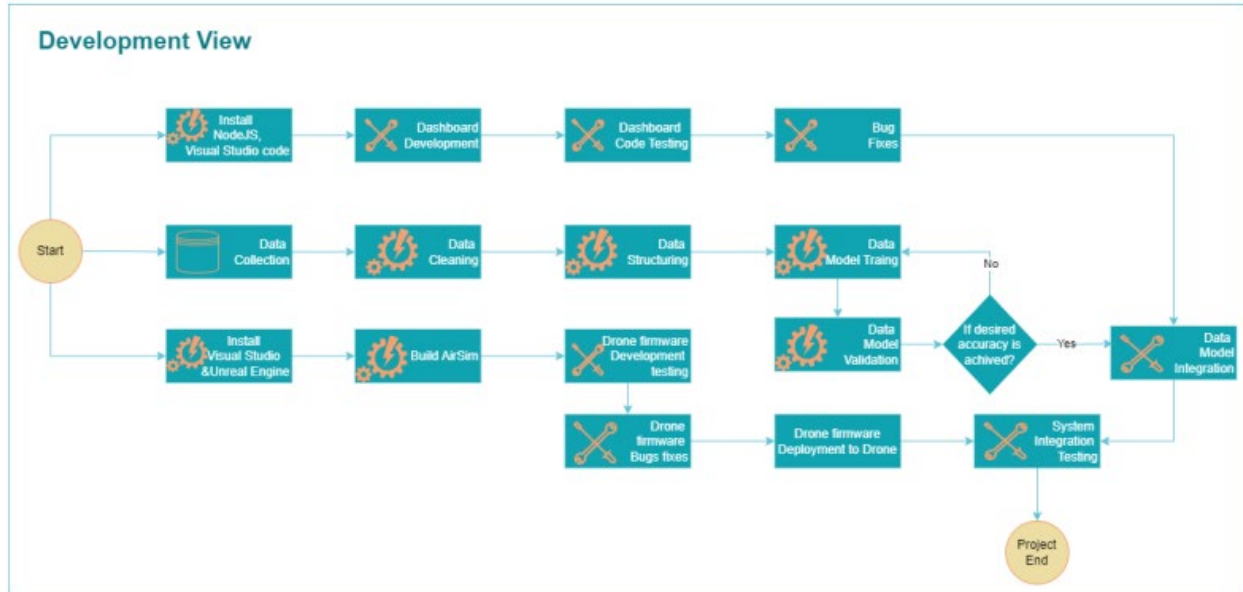 Development View
Install
NodeJS,
Visual Studio code
Dashboard
Development
Dashboard
Code Testing
Bug
Fixes
Start
Data
Collection
Data
Cleaning
Data
Structuring
Data
Model Traing
No
Install
Visual Studio
&Unreal Engine
Build AirSim
Drone firmware
Development
testing
Data
Model
Validation
If desired
accuracy is
achived?
Yes
Data
Model
Integration
Drone
firmware
Bugs fixes
Drone firmware
Deployment to Drone
System
Integration
Testing
Project
End